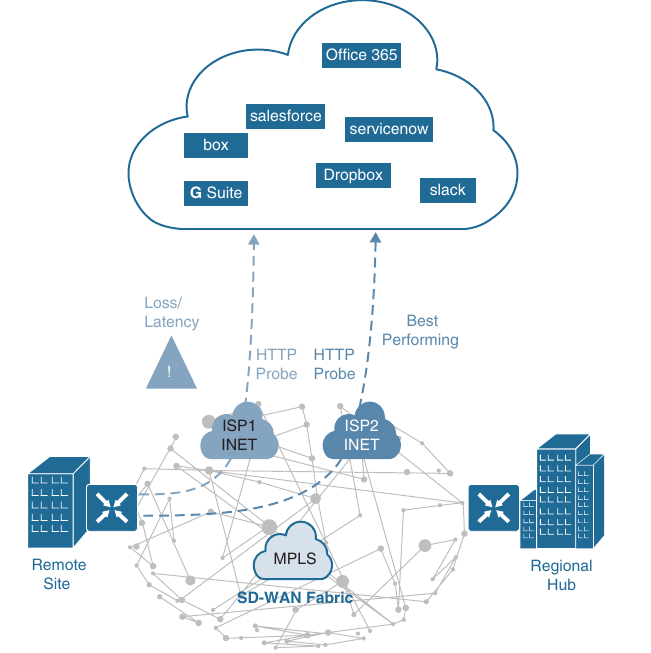 Office 365
salesforce
servicenow
box
Dropbox
G Suite
slack
Loss/
Latency
!
HTTP
Probe
HTTP
Probe
Best
Performing
ISP1
INET
ISP2
INET
MPLS
SD-WAN Fabric
Remote
Site
Regional
Hub